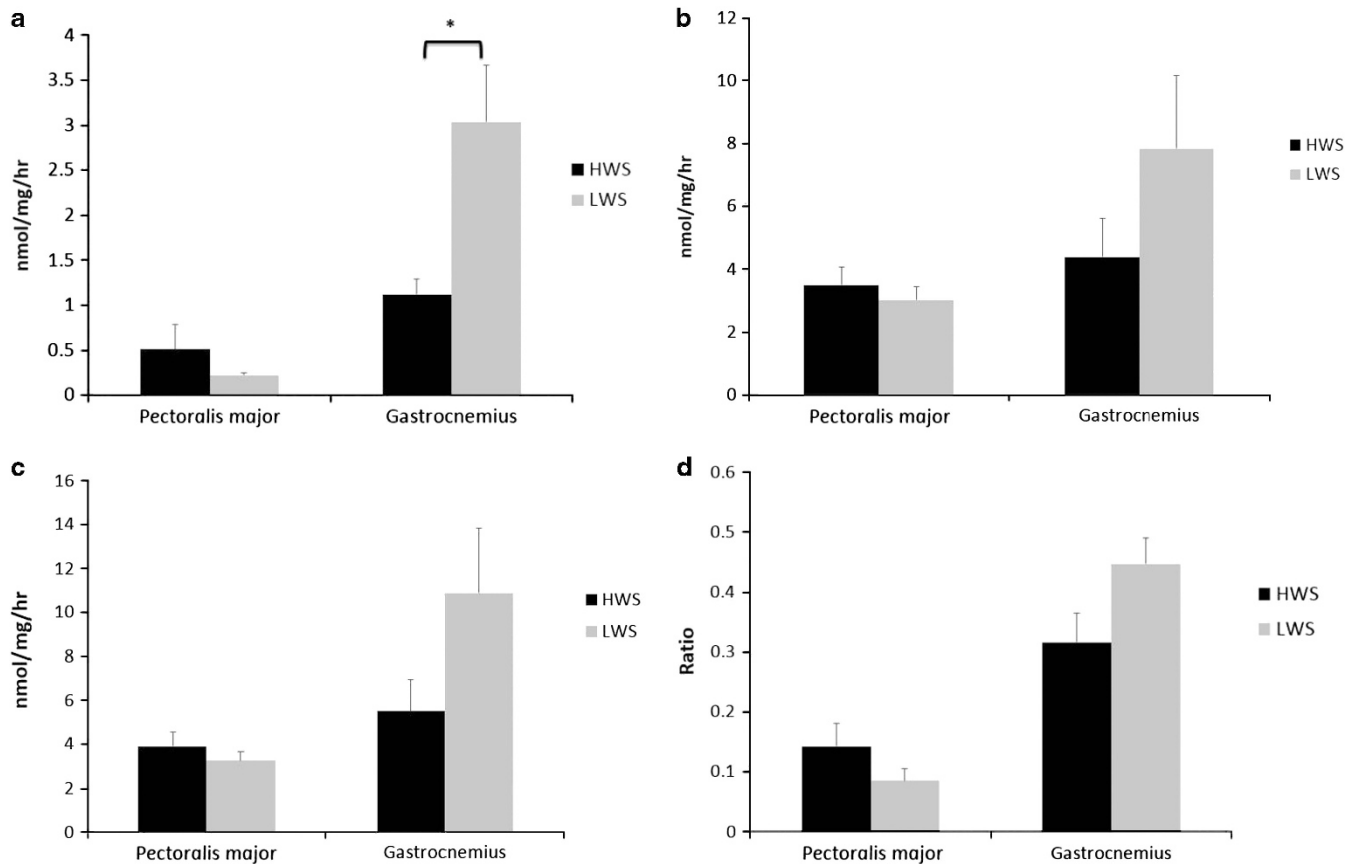 a
*
nmol/mg/hr
4
3.5
3
2.5
2
1.5
1
0.5
0
Pectoralis major
Gastrocnemius
HWS
LWS
b
nmol/mg/hr
12
10
8
6
4
2
0
Pectoralis major
Gastrocnemius
HWS
LWS
c
nmol/mg/hr
16
14
12
10
8
6
4
2
0
Pectoralis major
Gastrocnemius
HWS
LWS
d
Ratio
0.6
0.5
0.4
0.3
0.2
0.1
0
Pectoralis major
Gastrocnemius
HWS
LWS